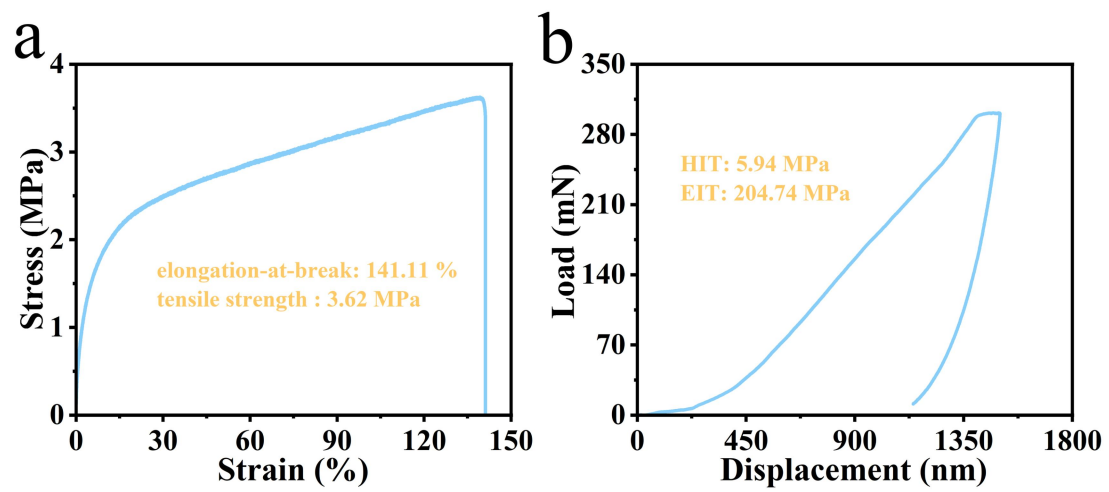 a
4
3
2
1
0
Stress (MPa)
elongation-at-break: 141.11 %
tensile strength : 3.62 MPa
0 30 60 90 120 150
Strain (%)
b
350
280
210
140
70
0
Load (mN)
HIT: 5.94 MPa
EIT: 204.74 MPa
0 450 900 1350 1800
Displacement (nm)